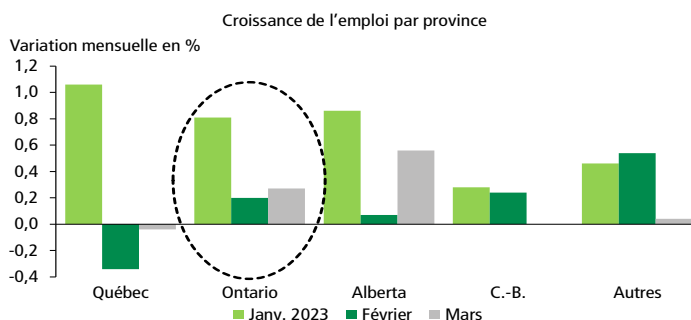 Croissance de l'emploi par province
Variation mensuelle en %
1,2
1,0
0,8
0,6
0,4
0,2
0,0
-0,2
-0,4
Québec Ontario Alberta C.-B. Autres
Janv. 2023 Février Mars